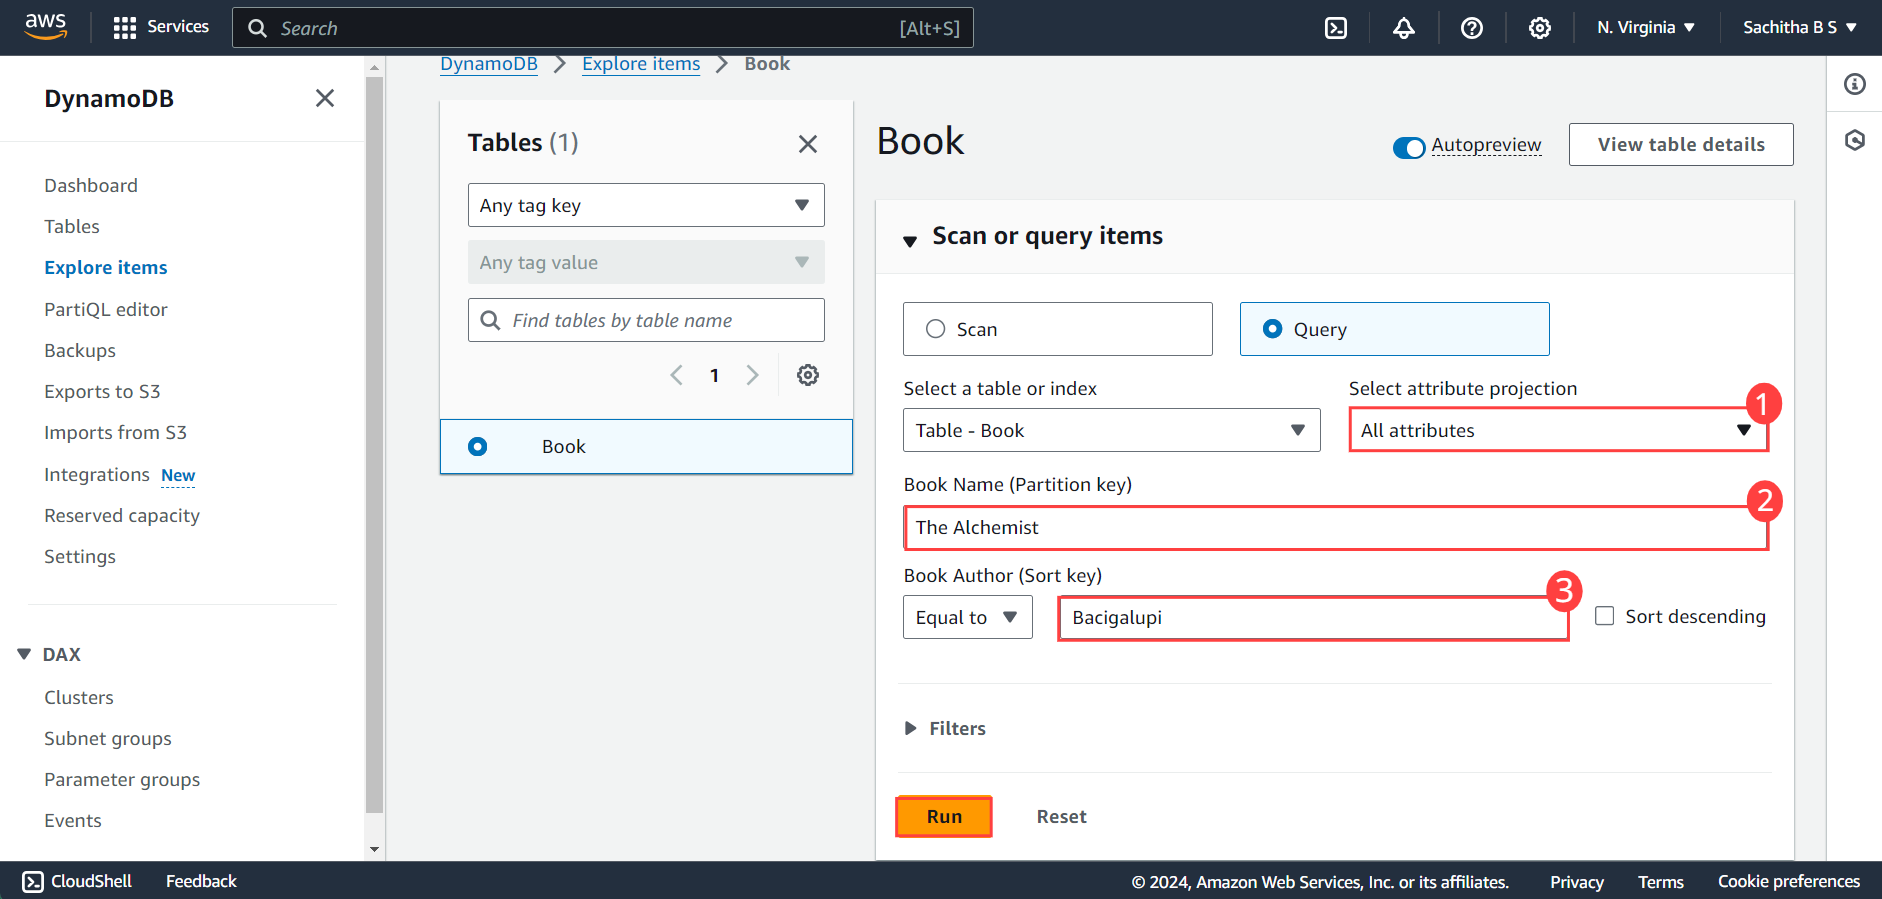 aws
Services
Search [Alt+S]
N. Virginia
Sachitha B S
DynamoDB
Dashboard
Tables
Explore items
PartiQL editor
Backups
Exports to S3
Imports from S3
Integrations New
Reserved capacity
Settings
DAX
Clusters
Subnet groups
Parameter groups
Events
DynamoDB Explore items Book
Tables (1)
Any tag key
Any tag value
Find tables by table name
1
Book
Book
Autopreview
View table details
Scan or query items
Scan
Query
Select a table or index
Table - Book
Select attribute projection
1
All attributes
Book Name (Partition key)
2
The Alchemist
Book Author (Sort key)
3
Equal to
Bacigalupi
Sort descending
Filters
Run
Reset
CloudShell
Feedback
© 2024, Amazon Web Services, Inc. or its affiliates.
Privacy
Terms
Cookie preferences